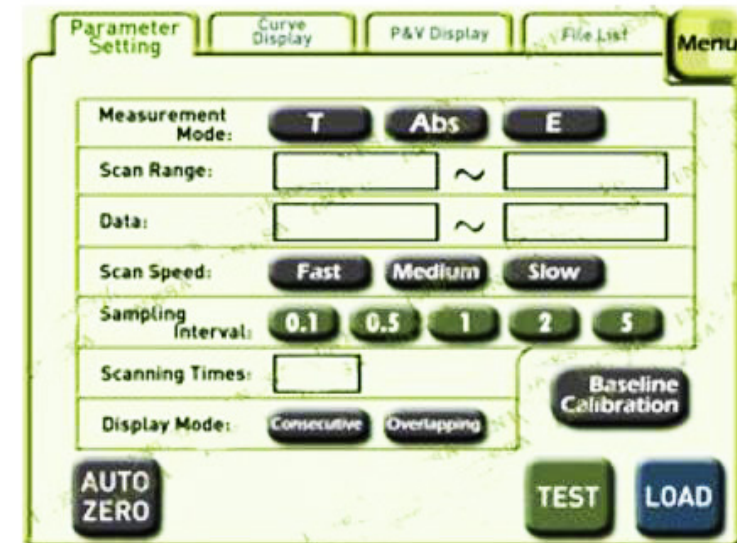 Parameter Setting
Curve Display
P&V Display
File List
Menu
Measurement Mode:
T Abs E
Scan Range: ~
Data: ~
Scan Speed: Fast Medium Slow
Sampling Interval: 0.1 0.5 1 2 5
Scanning Times:
Baseline Calibration
Display Mode: Consecutive Overlapping
AUTO ZERO
TEST
LOAD